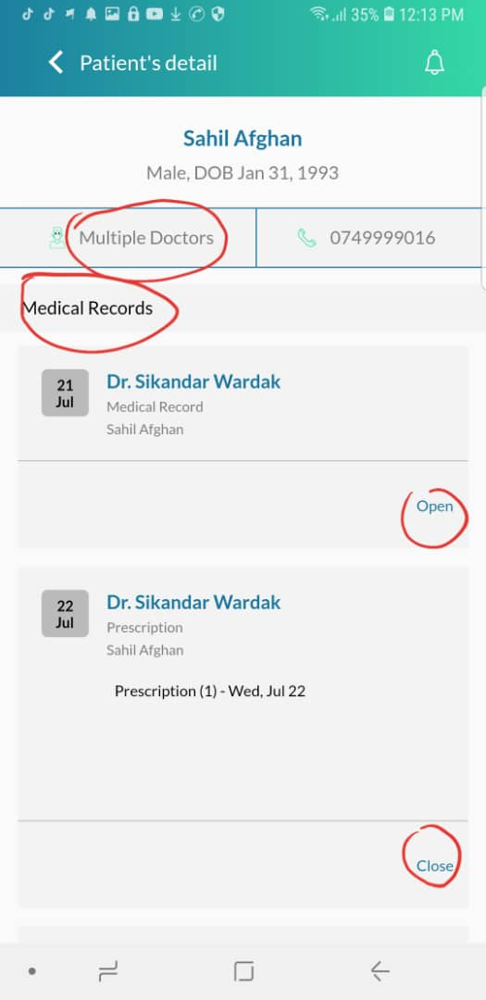 35% 12:13 PM
Patient's detail
Sahil Afghan
Male, DOB Jan 31, 1993
Multiple Doctors
0749999016
Medical Records
21
Jul
Dr. Sikandar Wardak
Medical Record
Sahil Afghan
Open
22
Jul
Dr. Sikandar Wardak
Prescription
Sahil Afghan
Prescription (1) - Wed, Jul 22
Close